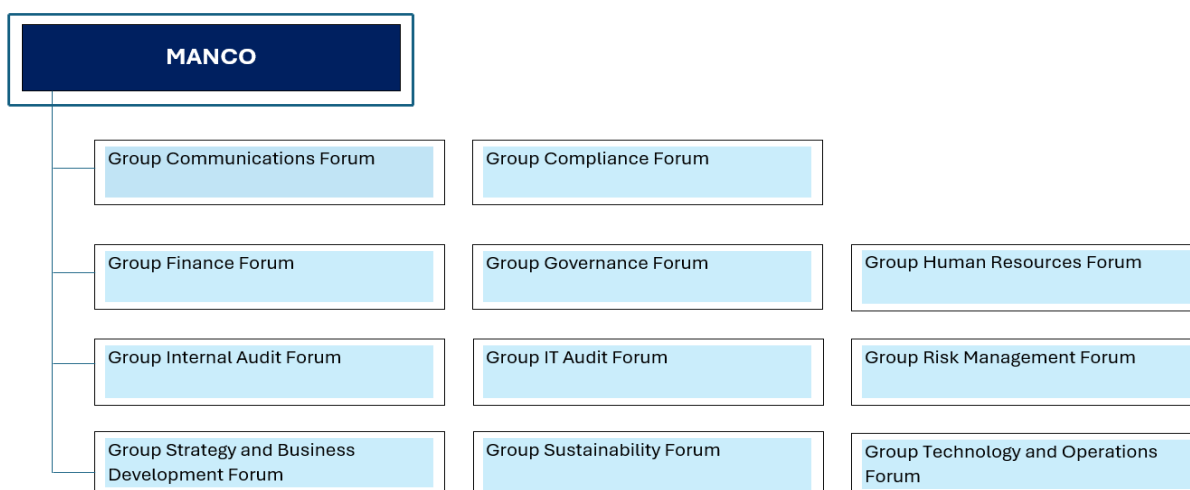 MANCO
Group Communications Forum
Group Compliance Forum
Group Finance Forum
Group Governance Forum
Group Human Resources Forum
Group Internal Audit Forum
Group IT Audit Forum
Group Risk Management Forum
Group Strategy and Business
Development Forum
Group Sustainability Forum
Group Technology and Operations
Forum